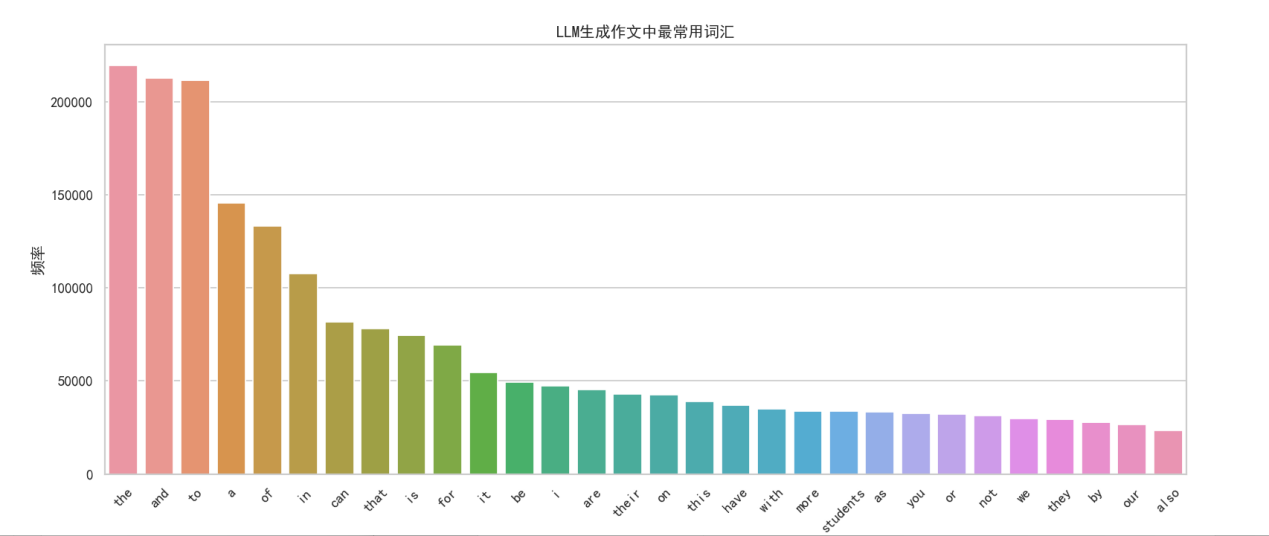 LLM生成作文中最常用词汇
频率
200000
150000
100000
50000
0
the and to a of in can that is for it be i are their on this have with more students as you or not we they by our also